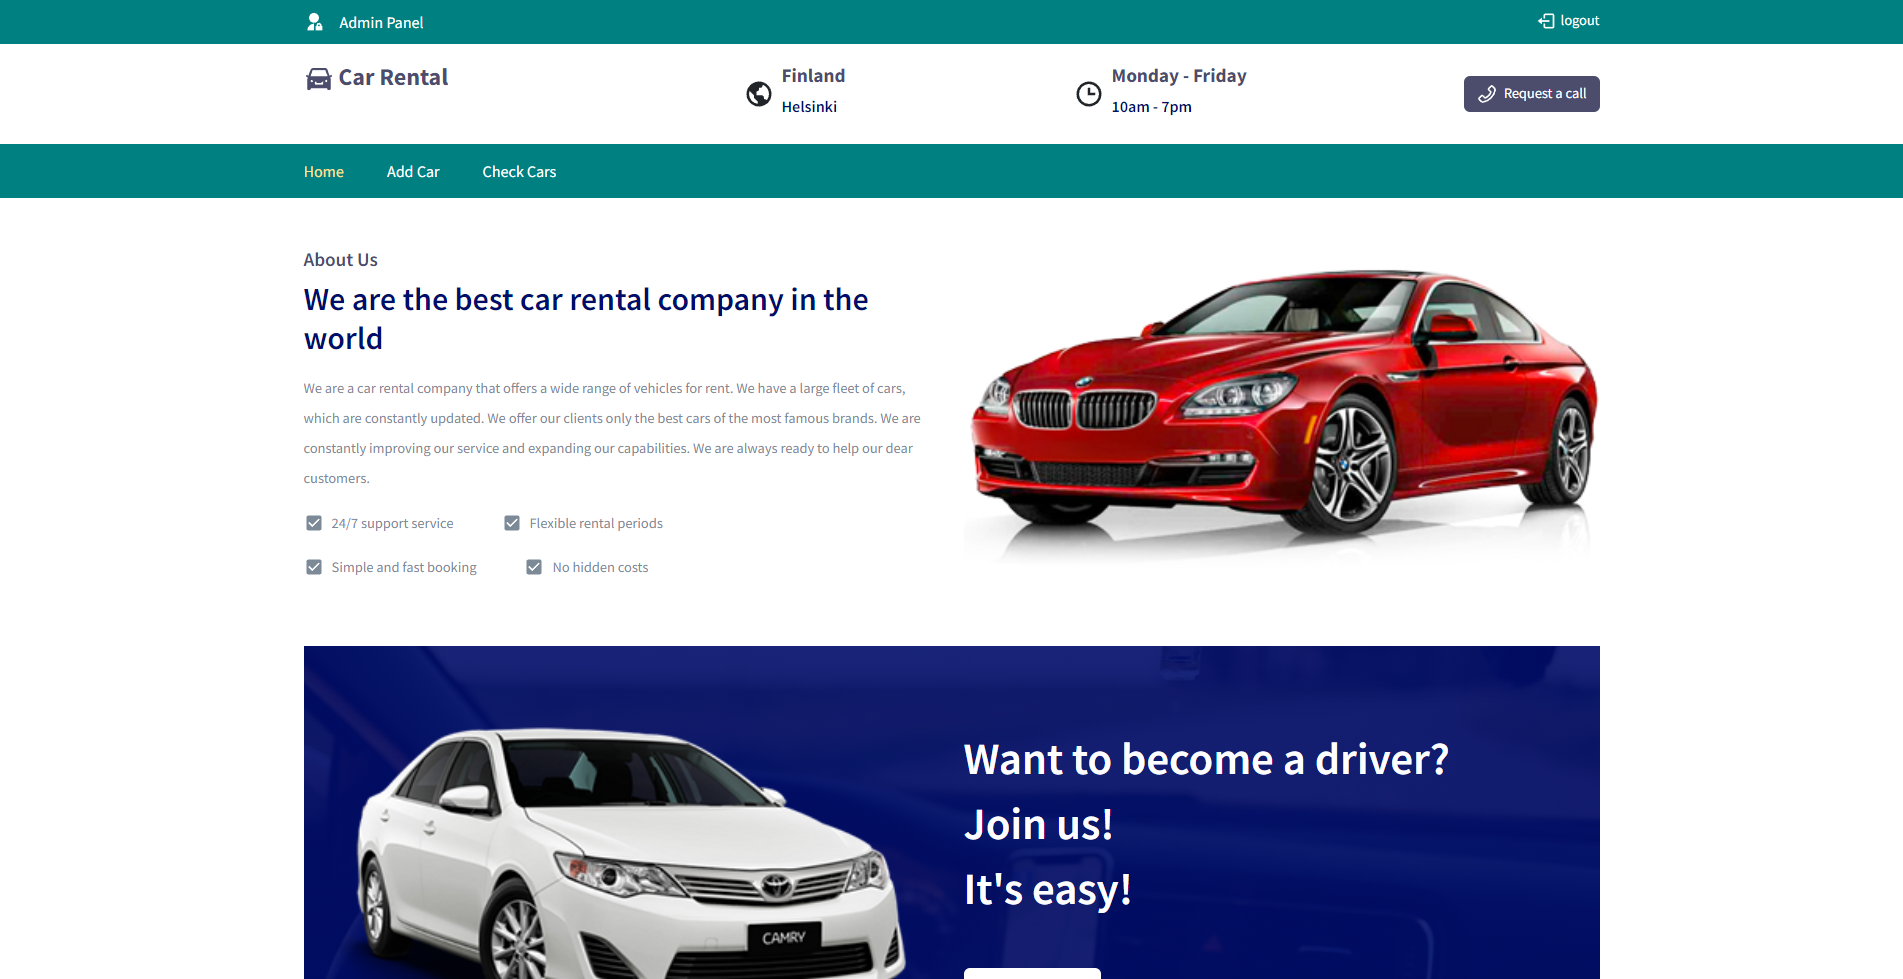 Admin Panel
logout
Car Rental
Finland
Helsinki
Monday - Friday
10am - 7pm
Request a call
Home
Add Car
Check Cars
About Us
We are the best car rental company in the
world
We are a car rental company that offers a wide range of vehicles for rent. We have a large fleet of cars,
which are constantly updated. We offer our clients only the best cars of the most famous brands. We are
constantly improving our service and expanding our capabilities. We are always ready to help our dear
customers.
24/7 support service
Flexible rental periods
Simple and fast booking
No hidden costs
Want to become a driver?
Join us!
It's easy!
CAMRY